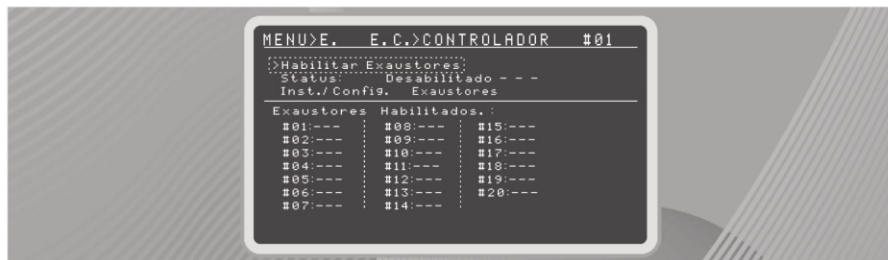 MENU>E. E.C.>CONTROLADOR #01
>Habilitar Exaustores:
Status: Desabilitado - - -
Inst./Config. Exaustores
Exaustores Habilitados.:
#01:--- #08:--- #15:---
#02:--- #09:--- #16:---
#03:--- #10:--- #17:---
#04:--- #11:--- #18:---
#05:--- #12:--- #19:---
#06:--- #13:--- #20:---
#07:--- #14:---